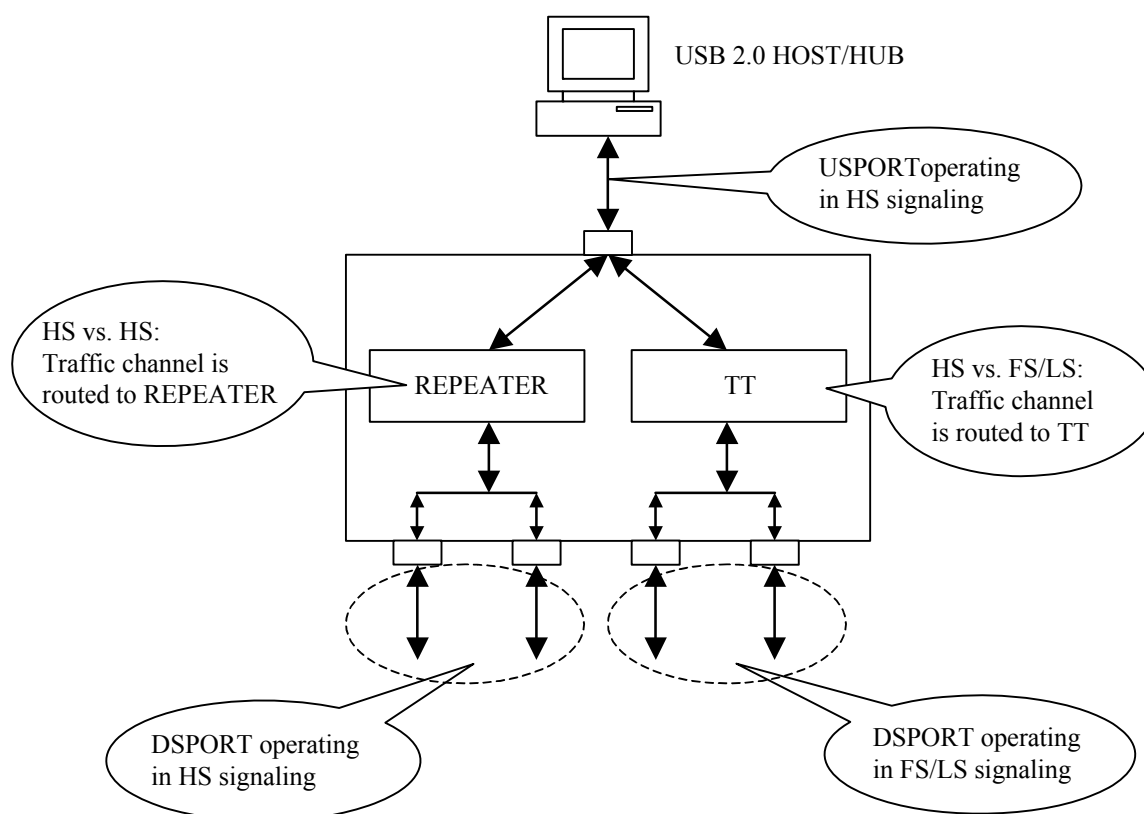 USB 2.0 HOST/HUB
USPORToperating
in HS signaling
HS vs. HS:
Traffic channel is
routed to REPEATER
REPEATER
TT
HS vs. FS/LS:
Traffic channel
is routed to TT
DSPORT operating
in HS signaling
DSPORT operating
in FS/LS signaling